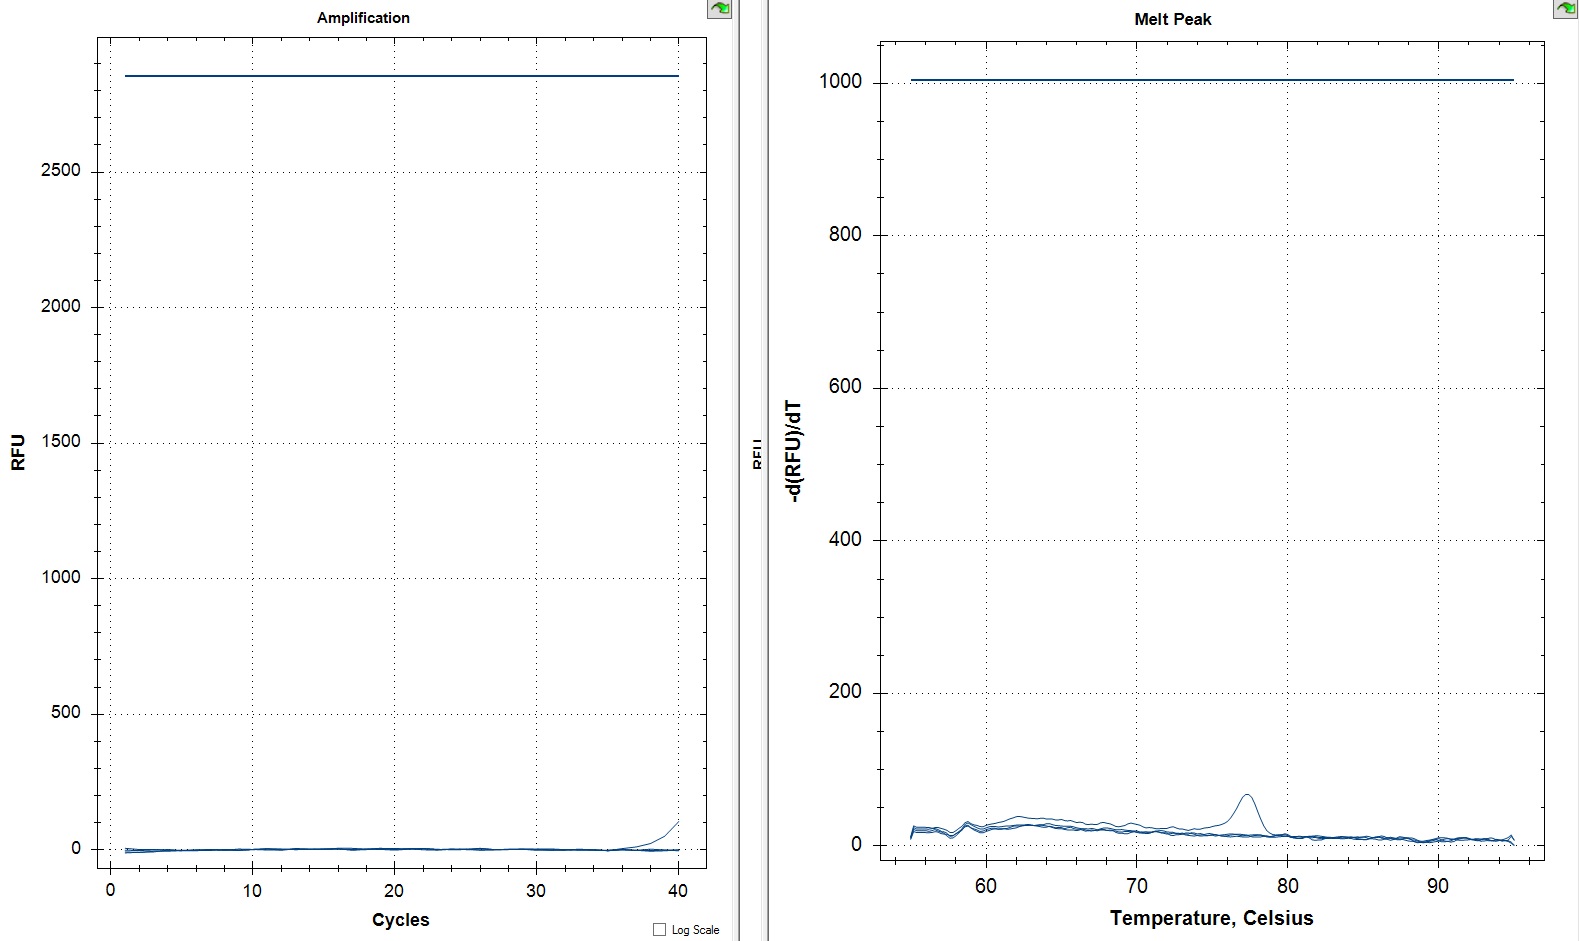 Amplification
2500
2000
1500
1000
500
0
RFU
0 10 20 30 40
Cycles
Log Scale
RFU
Melt Peak
1000
800
600
400
200
0
-d(RFU)/dT
60 70 80 90
Temperature, Celsius